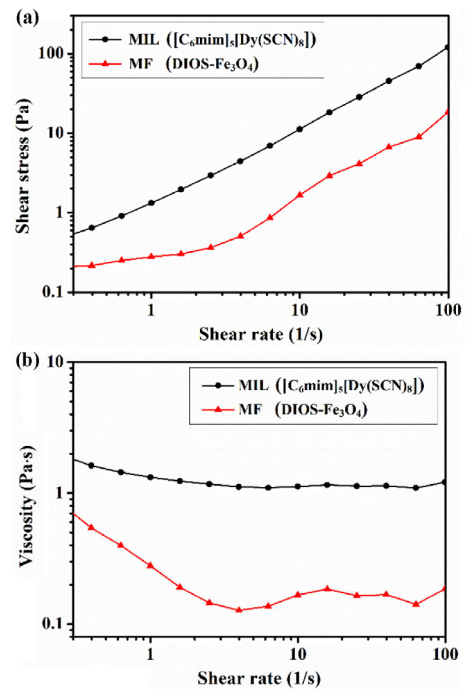 (a)
MIL ([C₆mim]₅[Dy(SCN)₈])
MF (DIOS-Fe₃O₄)
Shear stress (Pa)
100
10
1
0.1
1
10
100
Shear rate (1/s)
(b)
MIL ([C₆mim]₅[Dy(SCN)₈])
MF (DIOS-Fe₃O₄)
Viscosity (Pa·s)
10
1
0.1
1
10
100
Shear rate (1/s)